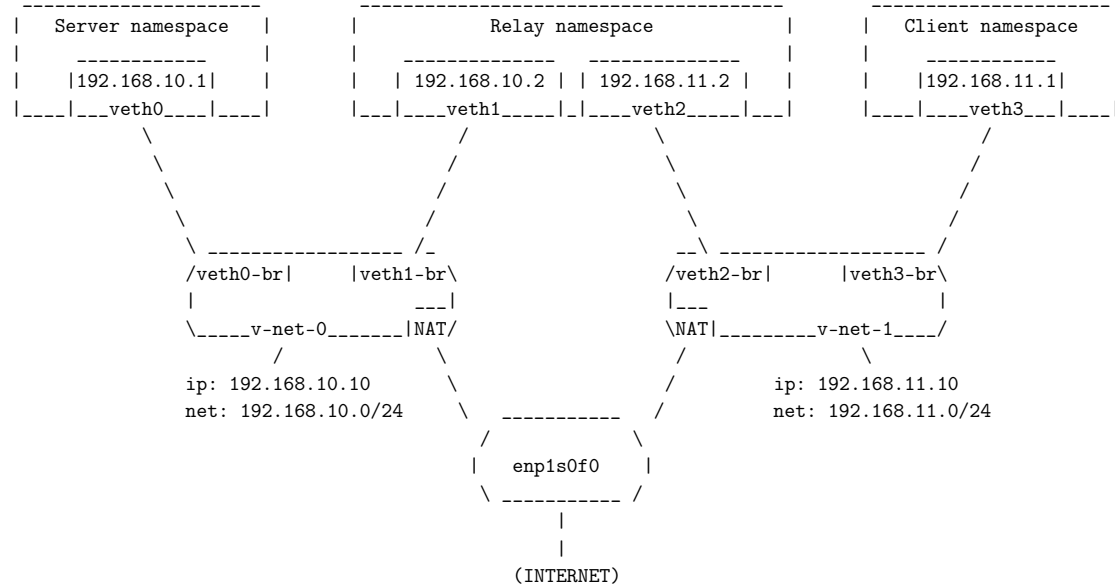 Server namespace Relay namespace Client namespace
192.168.10.1 192.168.10.2 192.168.11.2 192.168.11.1
veth0 veth1 veth2 veth3
veth0-br veth1-br veth2-br veth3-br
v-net-0 NAT NAT v-net-1
ip: 192.168.10.10 ip: 192.168.11.10
net: 192.168.10.0/24 net: 192.168.11.0/24
enp1s0f0
(INTERNET)